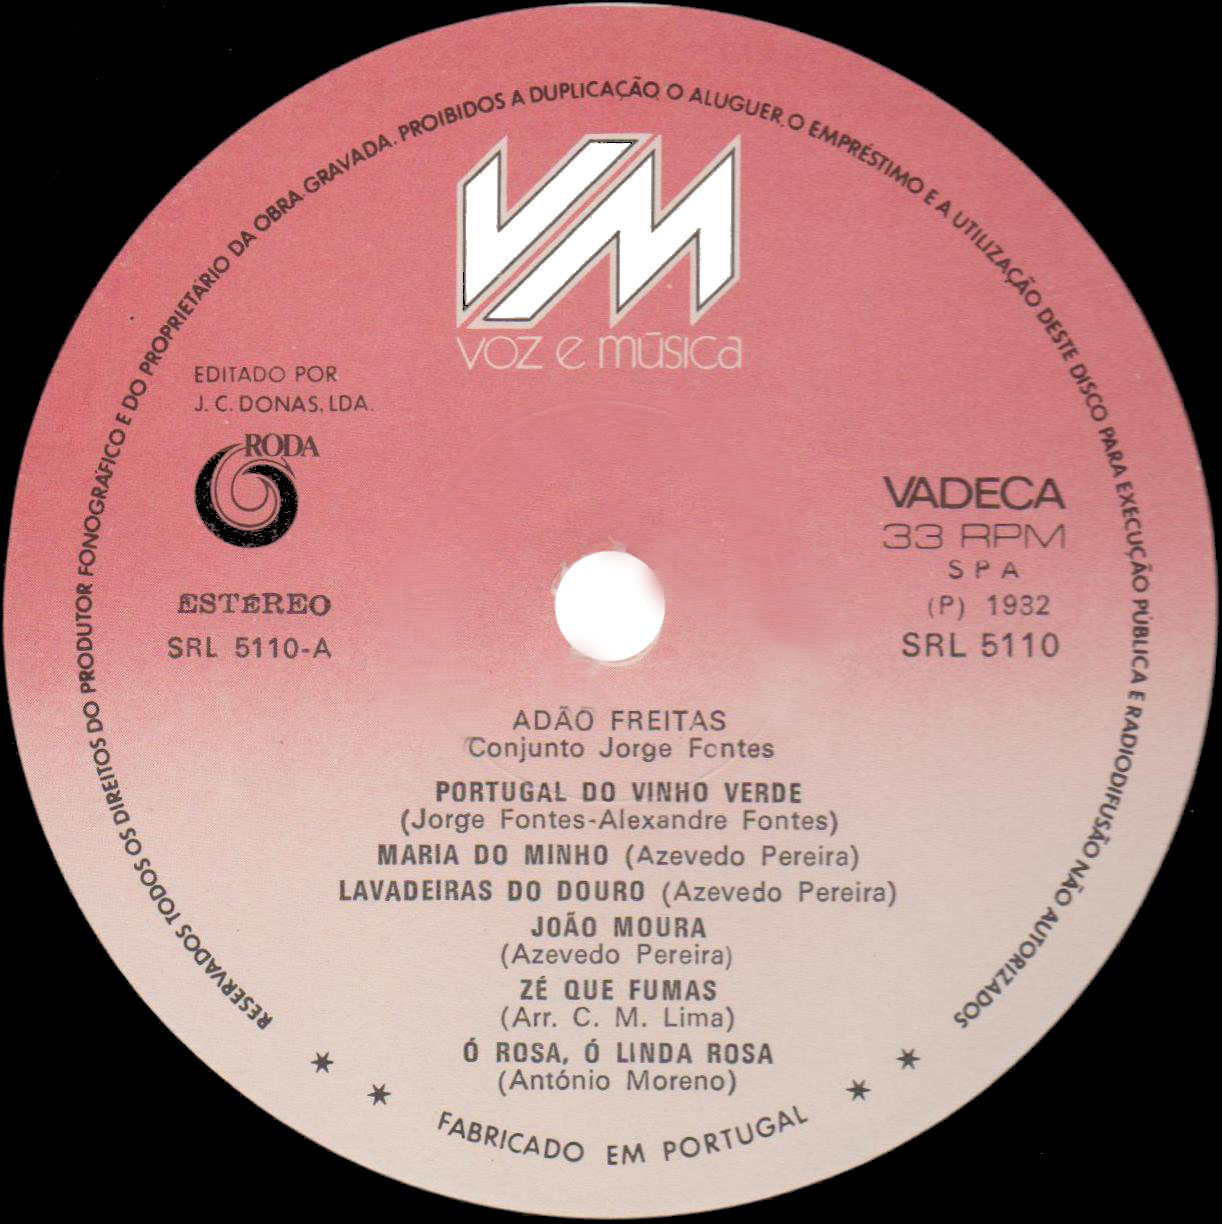 RESERVADOS TODOS OS DIREITOS DO PRODUTOR FONOGRÁFICO E DO PROPRIETÁRIO DA OBRA GRAVADA. PROIBIDOS A DUPLICAÇÃO O ALUGUER. O EMPRÉSTIMO E A UTILIZAÇÃO DESTE DISCO PARA EXECUÇÃO PÚBLICA E RADIODIFUSÃO NÃO AUTORIZADOS
VM
VOZ E MÚSICA
EDITADO POR
J. C. DONAS, LDA.
RODA
ESTÉREO
SRL 5110-A
VADECA
33 RPM
SPA
(P) 1982
SRL 5110
ADÃO FREITAS
Conjunto Jorge Fontes
PORTUGAL DO VINHO VERDE
(Jorge Fontes-Alexandre Fontes)
MARIA DO MINHO (Azevedo Pereira)
LAVADEIRAS DO DOURO (Azevedo Pereira)
JOÃO MOURA
(Azevedo Pereira)
ZÉ QUE FUMAS
(Arr. C. M. Lima)
Ó ROSA, Ó LINDA ROSA
(António Moreno)
FABRICADO EM PORTUGAL